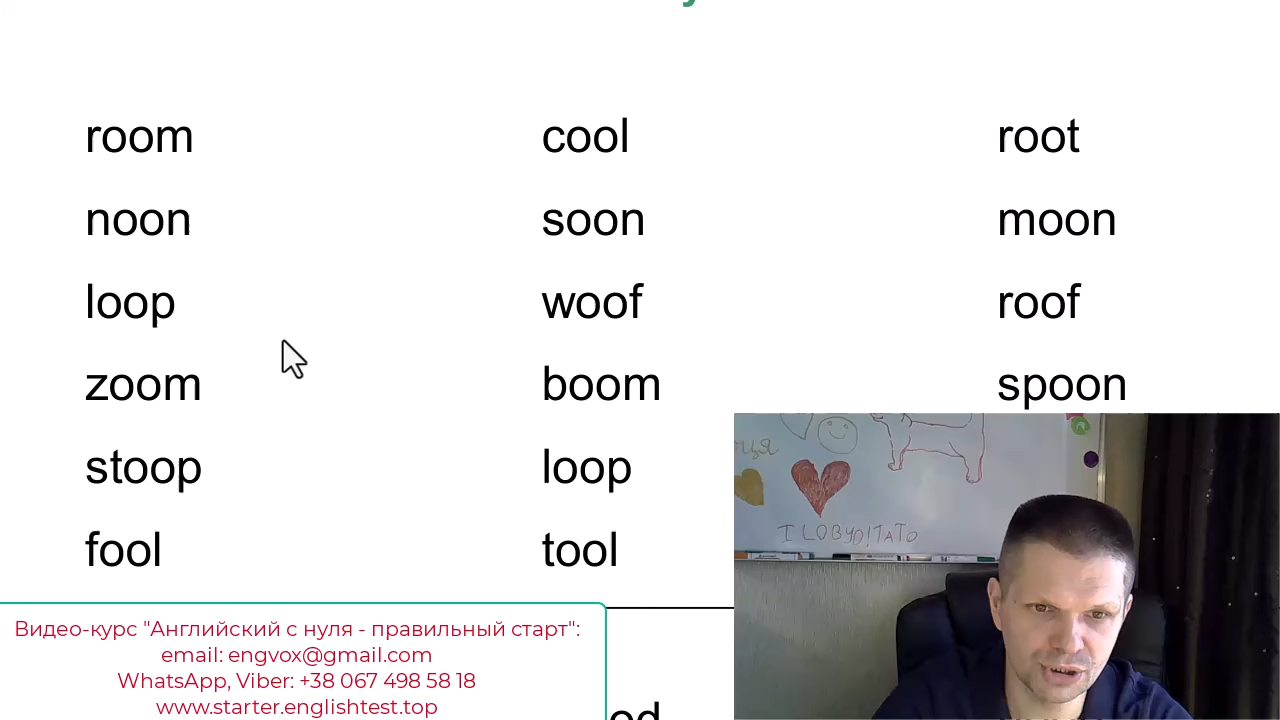 room cool root
noon soon moon
loop woof roof
zoom boom spoon
stoop loop
fool tool
I LOBYDITATO
Видео-курс "Английский с нуля - правильный старт":
email: engvox@gmail.com
WhatsApp, Viber: +38 067 498 58 18
www.starter.englishtest.top